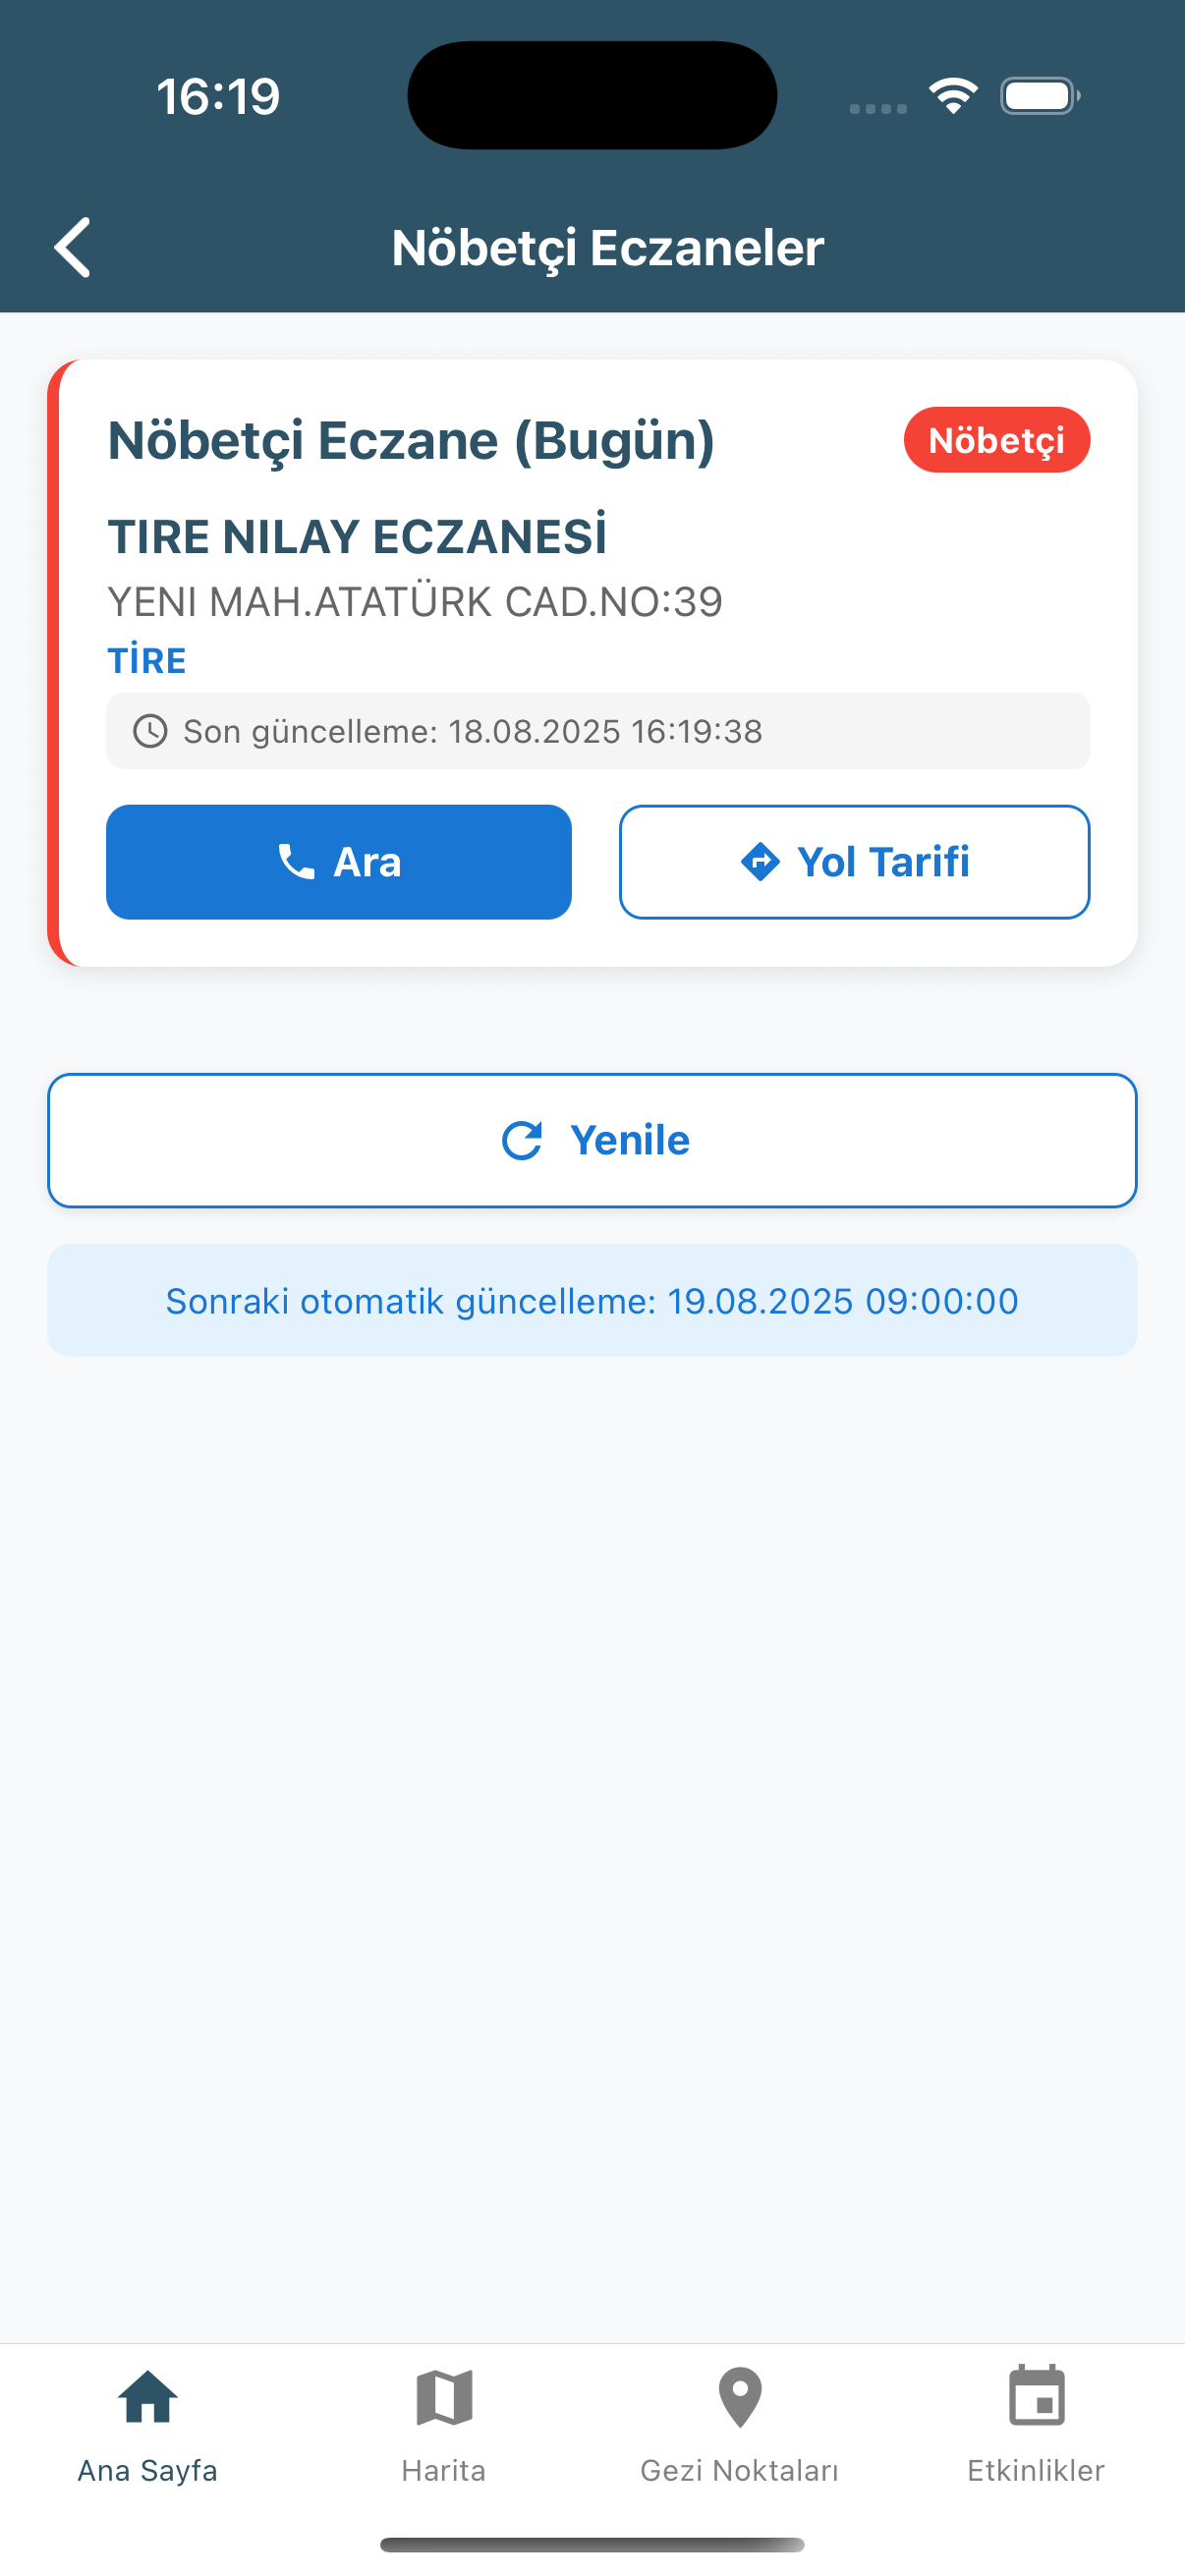 16:19
Nöbetçi Eczaneler
Nöbetçi Eczane (Bugün)
Nöbetçi
TIRE NILAY ECZANESİ
YENI MAH.ATATÜRK CAD.NO:39
TİRE
Son güncelleme: 18.08.2025 16:19:38
Ara
Yol Tarifi
Yenile
Sonraki otomatik güncelleme: 19.08.2025 09:00:00
Ana Sayfa
Harita
Gezi Noktaları
Etkinlikler